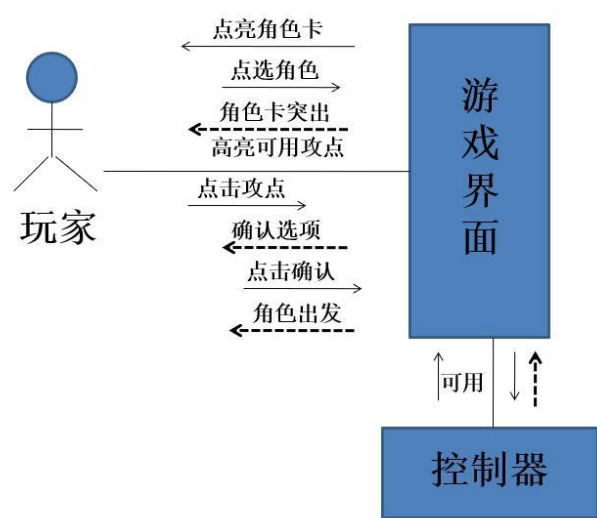 点亮角色卡
点选角色
角色卡突出
高亮可用攻点
点击攻点
确认选项
点击确认
角色出发
玩家
游戏界面
可用
控制器